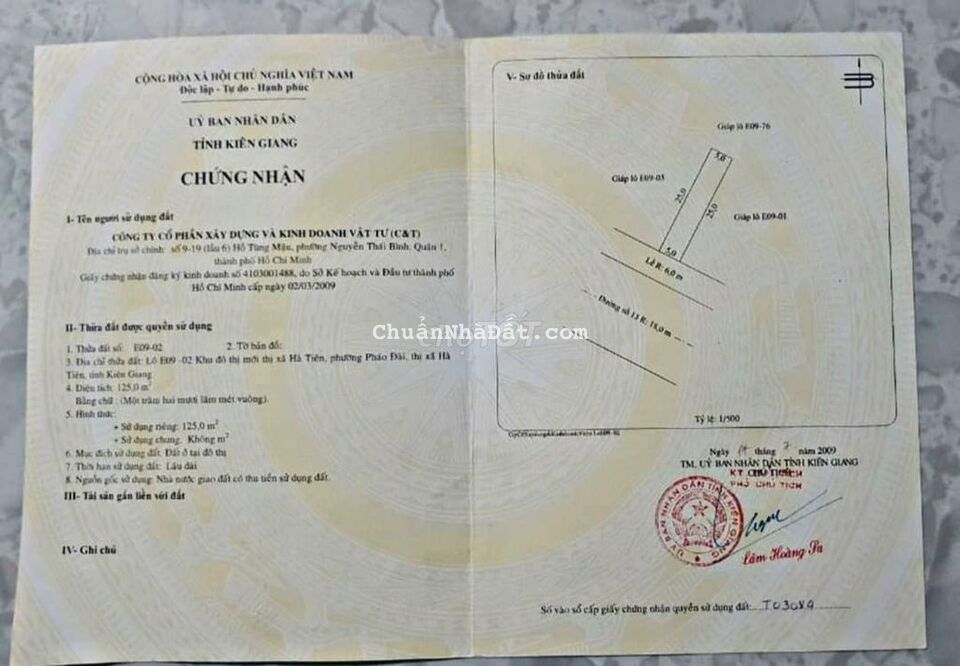 CỘNG HÒA XÃ HỘI CHỦ NGHĨA VIỆT NAM
Độc lập - Tự do - Hạnh phúc
UỶ BAN NHÂN DÂN
TỈNH KIÊN GIANG
CHỨNG NHẬN
I- Tên người sử dụng đất
CÔNG TY CỔ PHẦN XÂY DỰNG VÀ KINH DOANH VẬT TƯ (C&T)
Địa chỉ trụ sở chính: số 9-19 (lầu 6) Hồ Tùng Mậu, phường Nguyễn Thái Bình, Quận 1,
thành phố Hồ Chí Minh
Giấy chứng nhận đăng ký kinh doanh số 4103001488, do Sở Kế hoạch và Đầu tư thành phố
Hồ Chí Minh cấp ngày 02/03/2009
II- Thửa đất được quyền sử dụng
1. Thửa đất số: E09-02 2. Tờ bản đồ:
3. Địa chỉ thửa đất: Lô E09 -02 Khu đô thị mới thị xã Hà Tiên, phường Pháo Đài, thị xã Hà
Tiên, tỉnh Kiên Giang
4. Diện tích: 125,0 m²
Bằng chữ : (Một trăm hai mươi lăm mét vuông).
5. Hình thức:
+ Sử dụng riêng: 125,0 m²
+ Sử dụng chung: Không m²
6. Mục đích sử dụng đất: Đất ở tại đô thị
7. Thời hạn sử dụng đất: Lâu dài
8. Nguồn gốc sử dụng: Nhà nước giao đất có thu tiền sử dụng đất.
III- Tài sản gắn liền với đất
IV- Ghi chú
V- Sơ đồ thửa đất
Giáp lô E09-76
5,0
Giáp lô E09-03
25,0
25,0
Giáp lô E09-01
5,0
Lề R: 6,0 m
Đường số 13 R: 18,0 m
Tỷ lệ: 1/500
Ngày 14 tháng 7 năm 2009
TM. UỶ BAN NHÂN DÂN TỈNH KIÊN GIANG
KT CHỦ TỊCH
PHÓ CHỦ TỊCH
ỦY BAN NHÂN DÂN TỈNH KIÊN GIANG
Lâm Hoàng Sa
Số vào sổ cấp giấy chứng nhận quyền sử dụng đất: T03089
ChuẩnNhàĐất.com